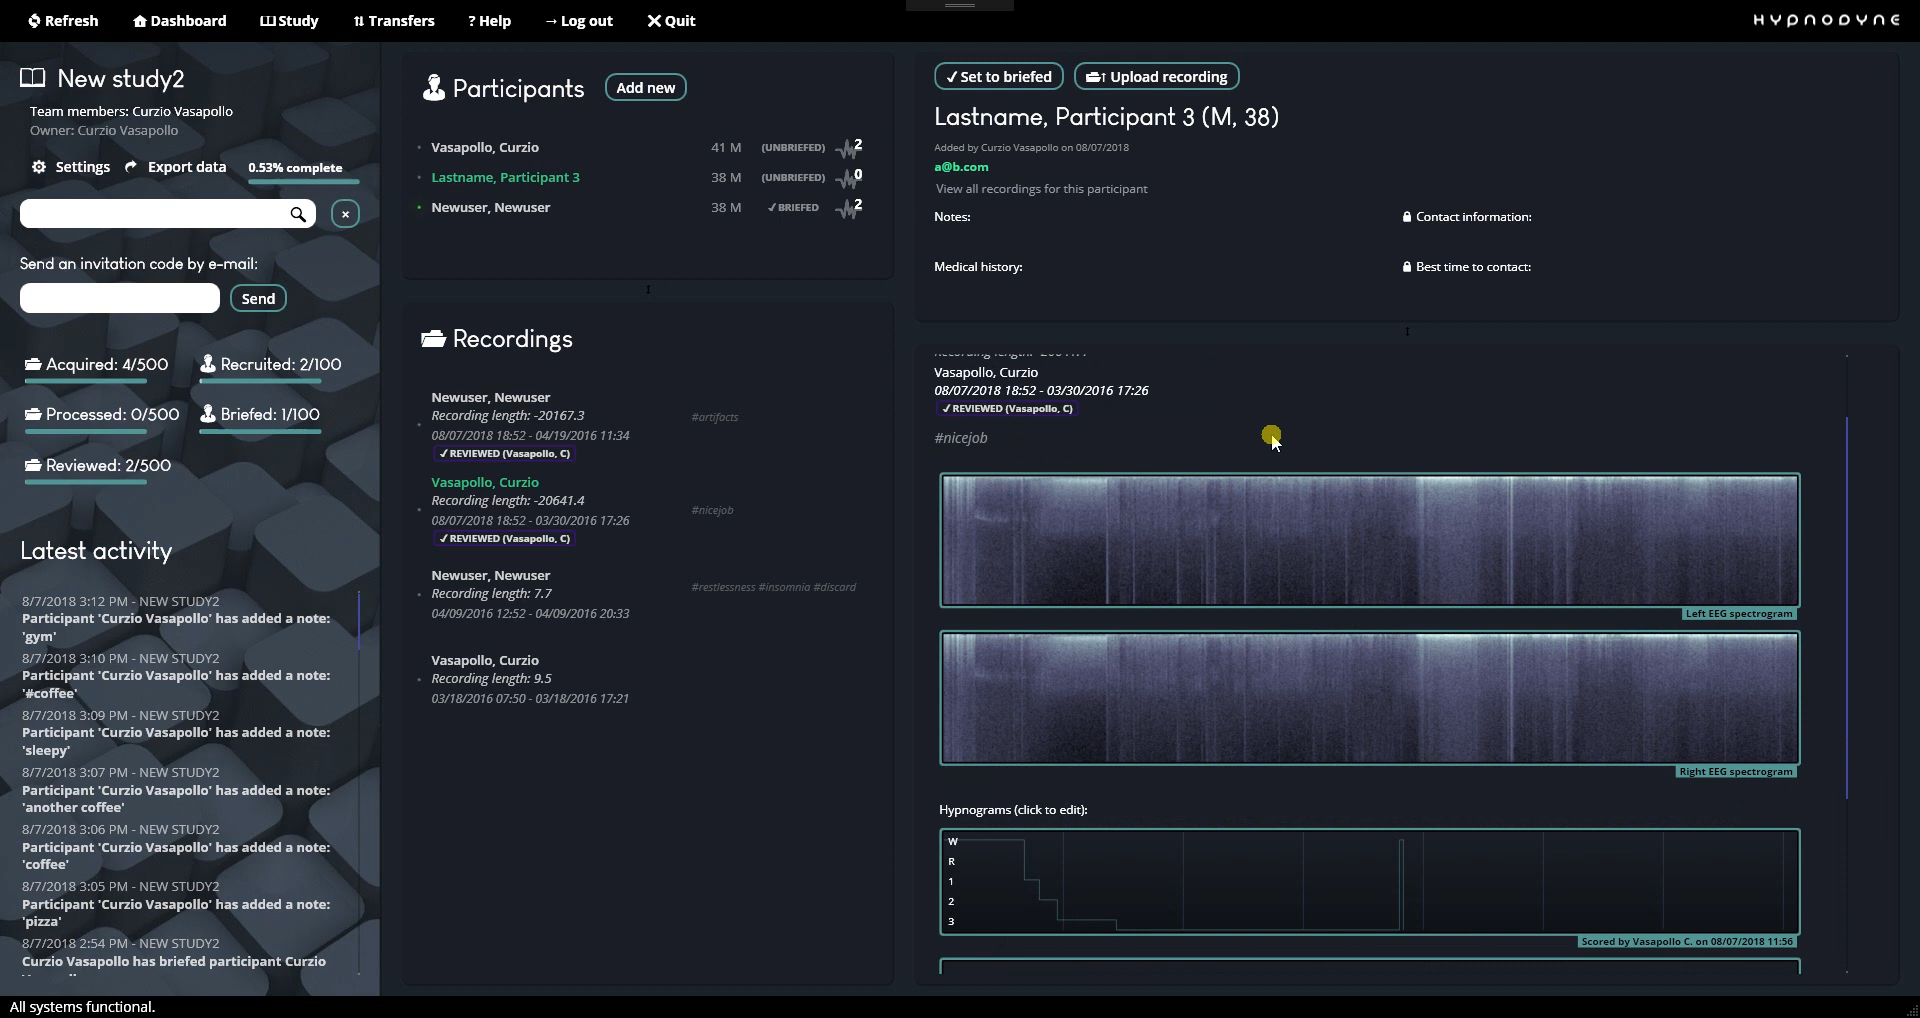 Refresh
Dashboard
Study
Transfers
? Help
→ Log out
Quit
HYPNODYNE
New study2
Team members: Curzio Vasapollo
Owner: Curzio Vasapollo
Settings
Export data
0.53% complete
×
Send an invitation code by e-mail:
Send
Acquired: 4/500
Recruited: 2/100
Processed: 0/500
Briefed: 1/100
Reviewed: 2/500
Latest activity
8/7/2018 3:12 PM - NEW STUDY2
Participant 'Curzio Vasapollo' has added a note:
'gym'
8/7/2018 3:10 PM - NEW STUDY2
Participant 'Curzio Vasapollo' has added a note:
'#coffee'
8/7/2018 3:09 PM - NEW STUDY2
Participant 'Curzio Vasapollo' has added a note:
'sleepy'
8/7/2018 3:07 PM - NEW STUDY2
Participant 'Curzio Vasapollo' has added a note:
'another coffee'
8/7/2018 3:06 PM - NEW STUDY2
Participant 'Curzio Vasapollo' has added a note:
'coffee'
8/7/2018 3:05 PM - NEW STUDY2
Participant 'Curzio Vasapollo' has added a note:
'pizza'
8/7/2018 2:54 PM - NEW STUDY2
Curzio Vasapollo has briefed participant Curzio
Participants
Add new
Vasapollo, Curzio 41 M (UNBRIEFED) 2
Lastname, Participant 3 38 M (UNBRIEFED) 0
Newuser, Newuser 38 M ✓BRIEFED 2
Recordings
Newuser, Newuser
Recording length: -20167.3 #artifacts
08/07/2018 18:52 - 04/19/2016 11:34
✓REVIEWED (Vasapollo, C)
Vasapollo, Curzio
Recording length: -20641.4 #nicejob
08/07/2018 18:52 - 03/30/2016 17:26
✓REVIEWED (Vasapollo, C)
Newuser, Newuser
Recording length: 7.7 #restlessness #insomnia #discard
04/09/2016 12:52 - 04/09/2016 20:33
Vasapollo, Curzio
Recording length: 9.5
03/18/2016 07:50 - 03/18/2016 17:21
✓Set to briefed
Upload recording
Lastname, Participant 3 (M, 38)
Added by Curzio Vasapollo on 08/07/2018
a@b.com
View all recordings for this participant
Notes:
Contact information:
Medical history:
Best time to contact:
Vasapollo, Curzio
08/07/2018 18:52 - 03/30/2016 17:26
✓REVIEWED (Vasapollo, C)
#nicejob
Left EEG spectrogram
Right EEG spectrogram
Hypnograms (click to edit):
W
R
1
2
3
Scored by Vasapollo C. on 08/07/2018 11:56
All systems functional.